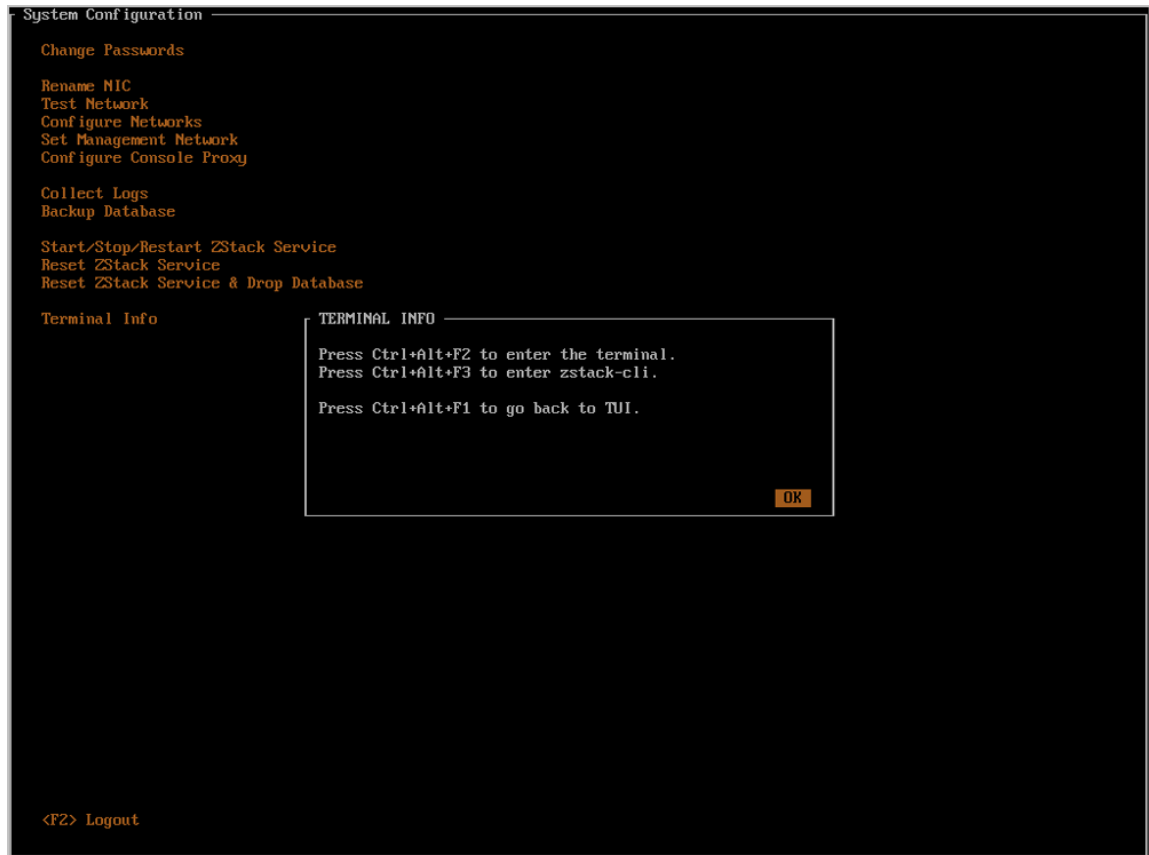 System Configuration
Change Passwords
Rename NIC
Test Network
Configure Networks
Set Management Network
Configure Console Proxy
Collect Logs
Backup Database
Start/Stop/Restart ZStack Service
Reset ZStack Service
Reset ZStack Service & Drop Database
Terminal Info
TERMINAL INFO
Press Ctrl+Alt+F2 to enter the terminal.
Press Ctrl+Alt+F3 to enter zstack-cli.
Press Ctrl+Alt+F1 to go back to TUI.
OK
<F2> Logout